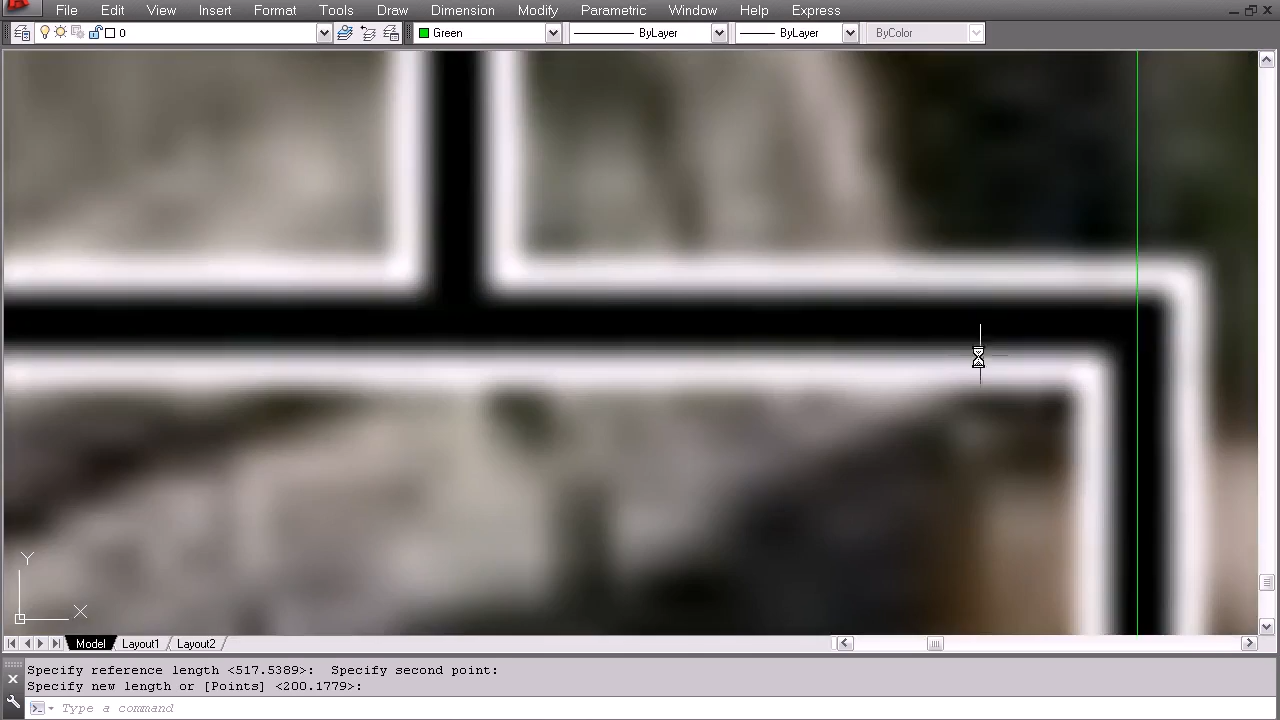 File Edit View Insert Format Tools Draw Dimension Modify Parametric Window Help Express
0 Green ByLayer ByLayer ByColor
Y
X
Model Layout1 Layout2
Specify reference length <517.5389>: Specify second point:
Specify new length or [Points] <200.1779>:
Type a command